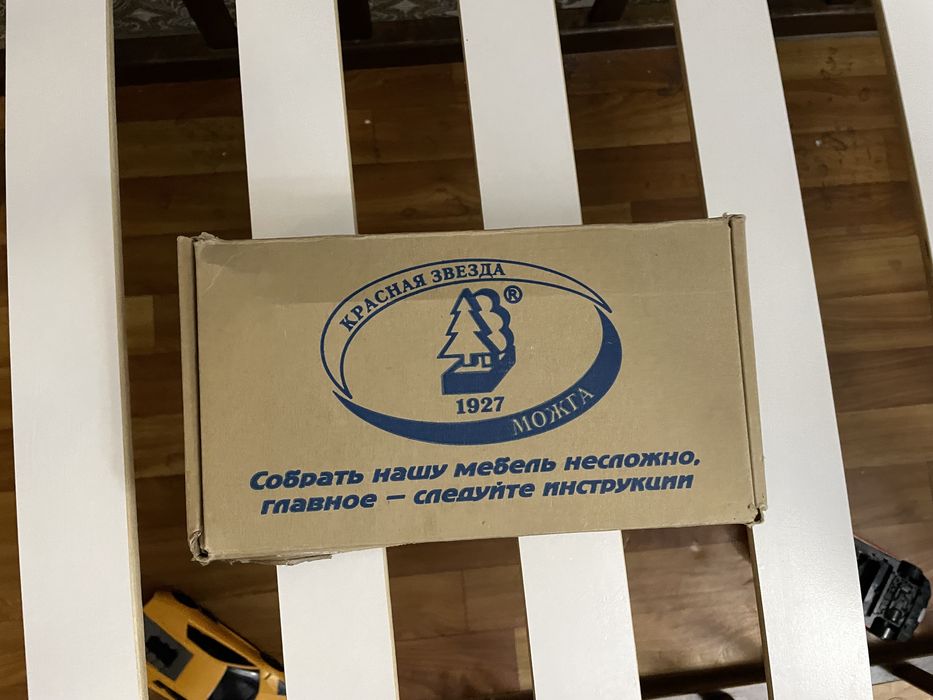 КРАСНАЯ ЗВЕЗДА
®
1927
МОЖГА
Собрать нашу мебель несложно,
главное — следуйте инструкции